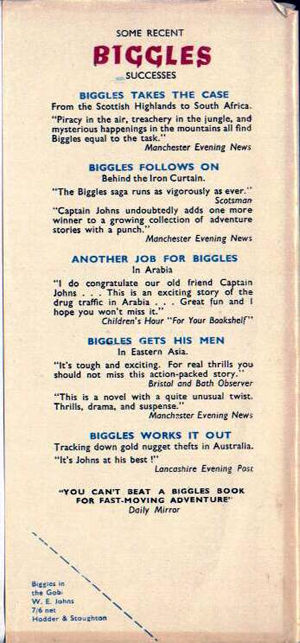 SOME RECENT
BIGGLES
SUCCESSES
BIGGLES TAKES THE CASE
From the Scottish Highlands to South Africa.
"Piracy in the air, treachery in the jungle, and
mysterious happenings in the mountains all find
Biggles equal to the task."
Manchester Evening News
BIGGLES FOLLOWS ON
Behind the Iron Curtain.
"The Biggles saga runs as vigorously as ever."
Scotsman
"Captain Johns undoubtedly adds one more
winner to a growing collection of adventure
stories with a punch."
Manchester Evening News
ANOTHER JOB FOR BIGGLES
In Arabia
"I do congratulate our old friend Captain
Johns . . . This is an exciting story of the
drug traffic in Arabia . . . Great fun and I
hope you won't miss it."
Children's Hour "For Your Bookshelf"
BIGGLES GETS HIS MEN
In Eastern Asia.
"It's tough and exciting. For real thrills you
should not miss this action-packed story."
Bristol and Bath Observer
"This is a novel with a quite unusual twist.
Thrills, drama, and suspense."
Manchester Evening News
BIGGLES WORKS IT OUT
Tracking down gold nugget thefts in Australia.
"It's Johns at his best !"
Lancashire Evening Post
"YOU CAN'T BEAT A BIGGLES BOOK
FOR FAST-MOVING ADVENTURE"
Daily Mirror
Biggles in
the Gobi
W. E. Johns
7/6 net
Hodder & Stoughton